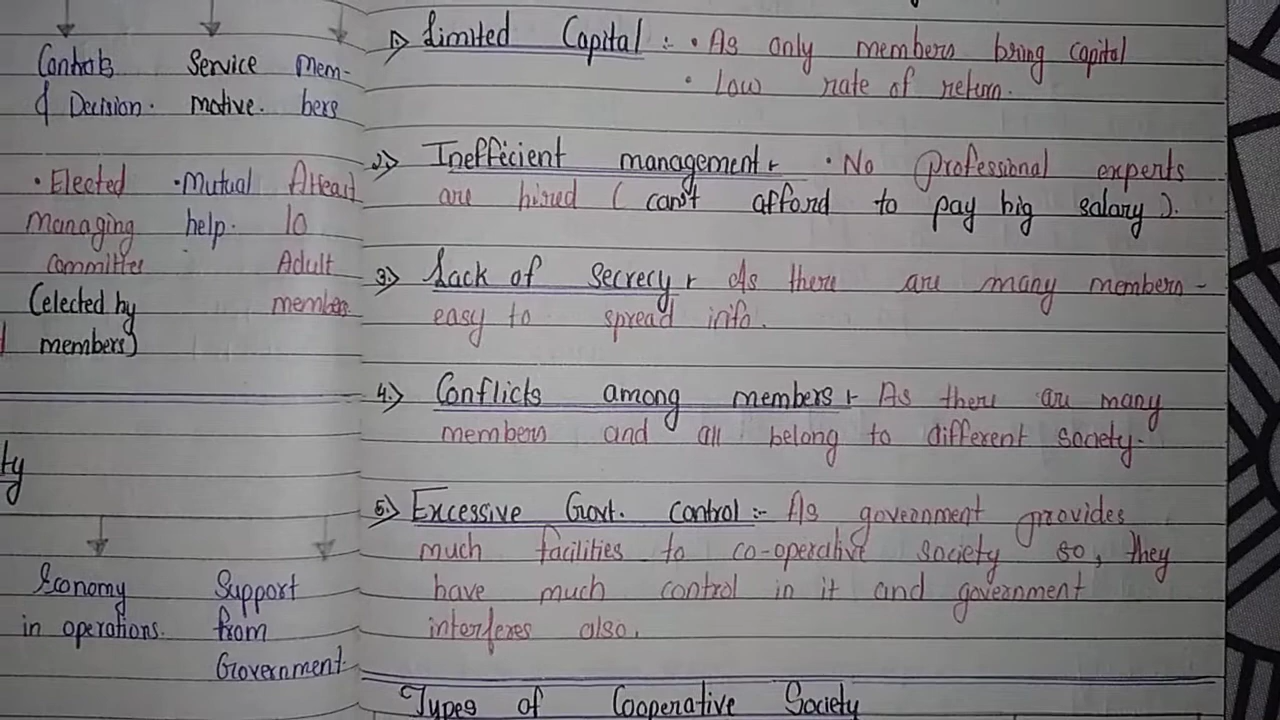 Controls Service Mem-
& Decision. motive. bers
• Elected • Mutual Atleast
Managing help. 10
committee Adult
(elected by members
members)
ty
Economy Support
in operations. from
Government.
1) Limited Capital :- • As only members bring capital
• Low rate of return.
2) Inefficient management :- • No professional experts
are hired ( can't afford to pay big salary ).
3) Lack of secrecy :- As there are many members -
easy to spread info.
4) Conflicts among members :- As there are many
members and all belong to different society.
5) Excessive Govt. control :- As government provides
much facilities to co-operative society so, they
have much control in it and government
interferes also.
Types of Cooperative Society